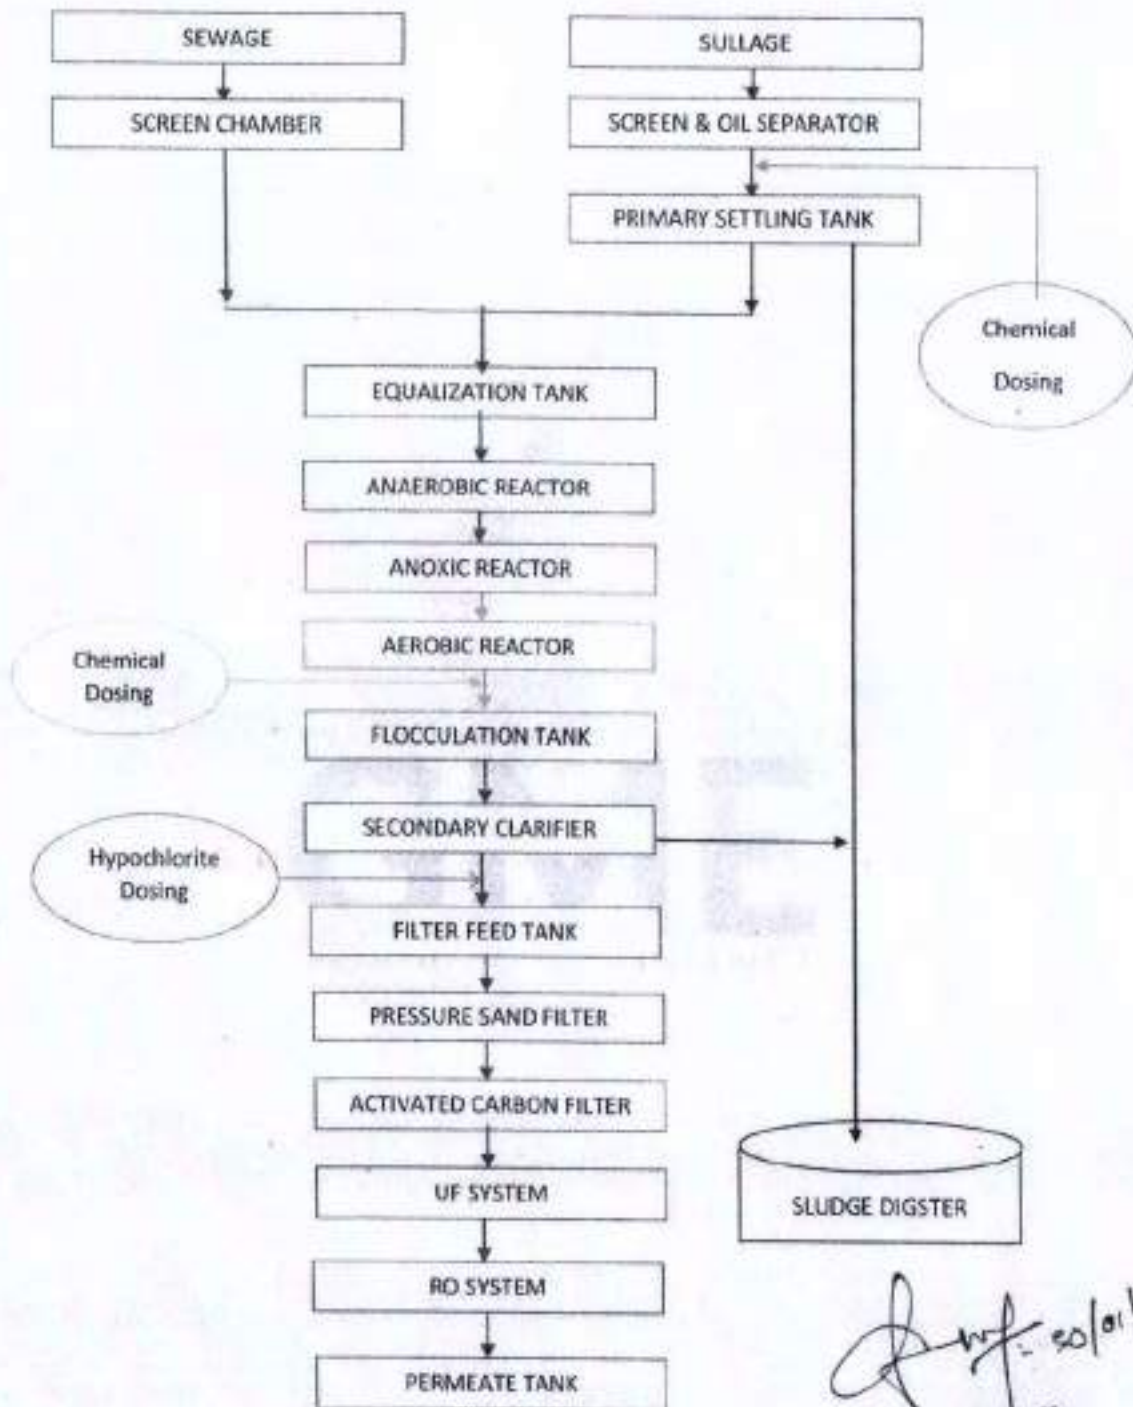 SEWAGE
SULLAGE
SCREEN CHAMBER
SCREEN & OIL SEPARATOR
PRIMARY SETTLING TANK
Chemical
Dosing
EQUALIZATION TANK
ANAEROBIC REACTOR
ANOXIC REACTOR
AEROBIC REACTOR
Chemical
Dosing
FLOCCULATION TANK
SECONDARY CLARIFIER
Hypochlorite
Dosing
FILTER FEED TANK
PRESSURE SAND FILTER
ACTIVATED CARBON FILTER
UF SYSTEM
SLUDGE DIGSTER
RO SYSTEM
PERMEATE TANK